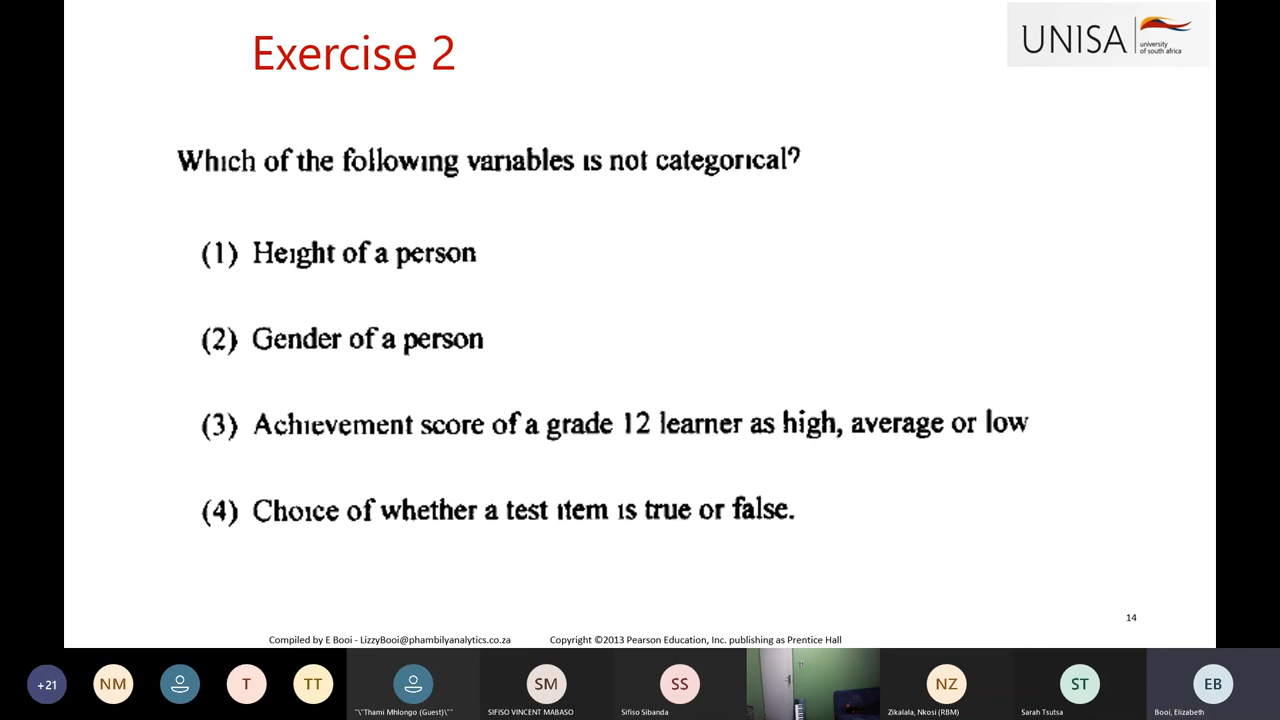 Exercise 2
UNISA
university
of south africa
Which of the following variables is not categorical?
(1) Height of a person
(2) Gender of a person
(3) Achievement score of a grade 12 learner as high, average or low
(4) Choice of whether a test item is true or false.
14
Compiled by E Booi - LizzyBooi@phambilyanalytics.co.za Copyright ©2013 Pearson Education, Inc. publishing as Prentice Hall
+21 NM T TT SM SS NZ ST EB
"\"Thami Mhlongo (Guest)\"" SIFISO VINCENT MABASO Sifiso Sibanda Zikalala, Nkosi (RBM) Sarah Tsutsa Booi, Elizabeth